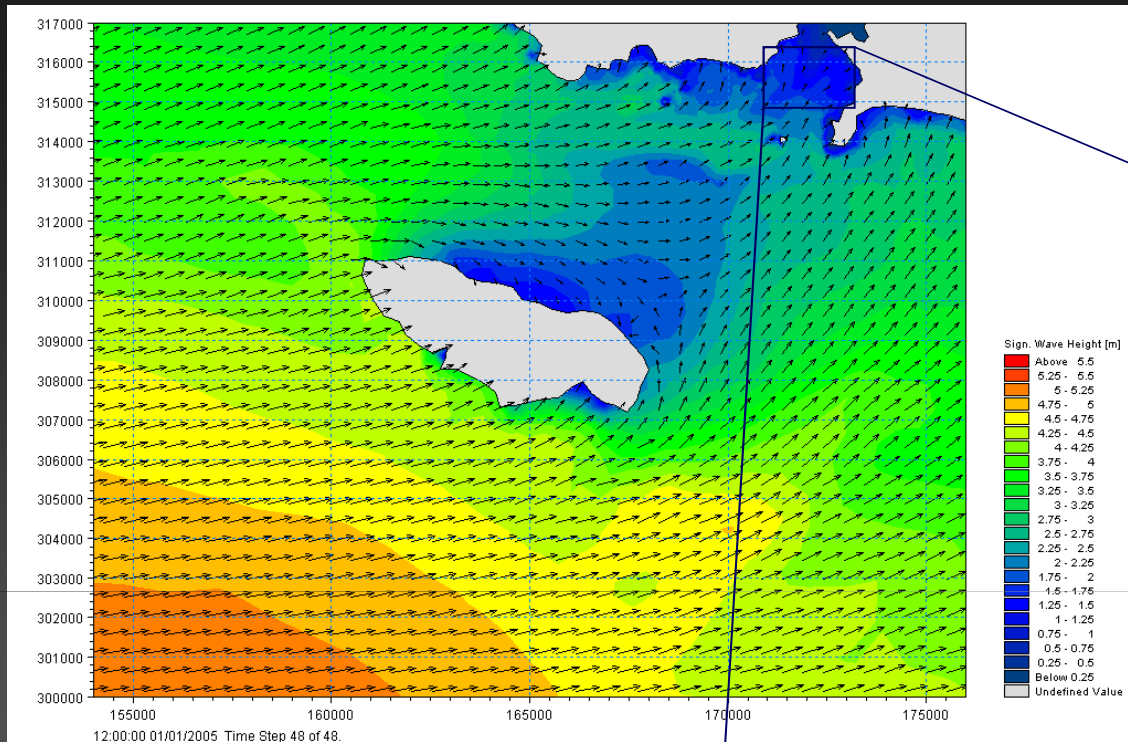 317000
316000
315000
314000
313000
312000
311000
310000
309000
308000
307000
306000
305000
304000
303000
302000
301000
300000
155000 160000 165000 170000 175000
12:00:00 01/01/2005 Time Step 48 of 48.
Sign. Wave Height [m]
Above 5.5
5.25 - 5.5
5 - 5.25
4.75 - 5
4.5 - 4.75
4.25 - 4.5
4 - 4.25
3.75 - 4
3.5 - 3.75
3.25 - 3.5
3 - 3.25
2.75 - 3
2.5 - 2.75
2.25 - 2.5
2 - 2.25
1.75 - 2
1.5 - 1.75
1.25 - 1.5
1 - 1.25
0.75 - 1
0.5 - 0.75
0.25 - 0.5
Below 0.25
Undefined Value